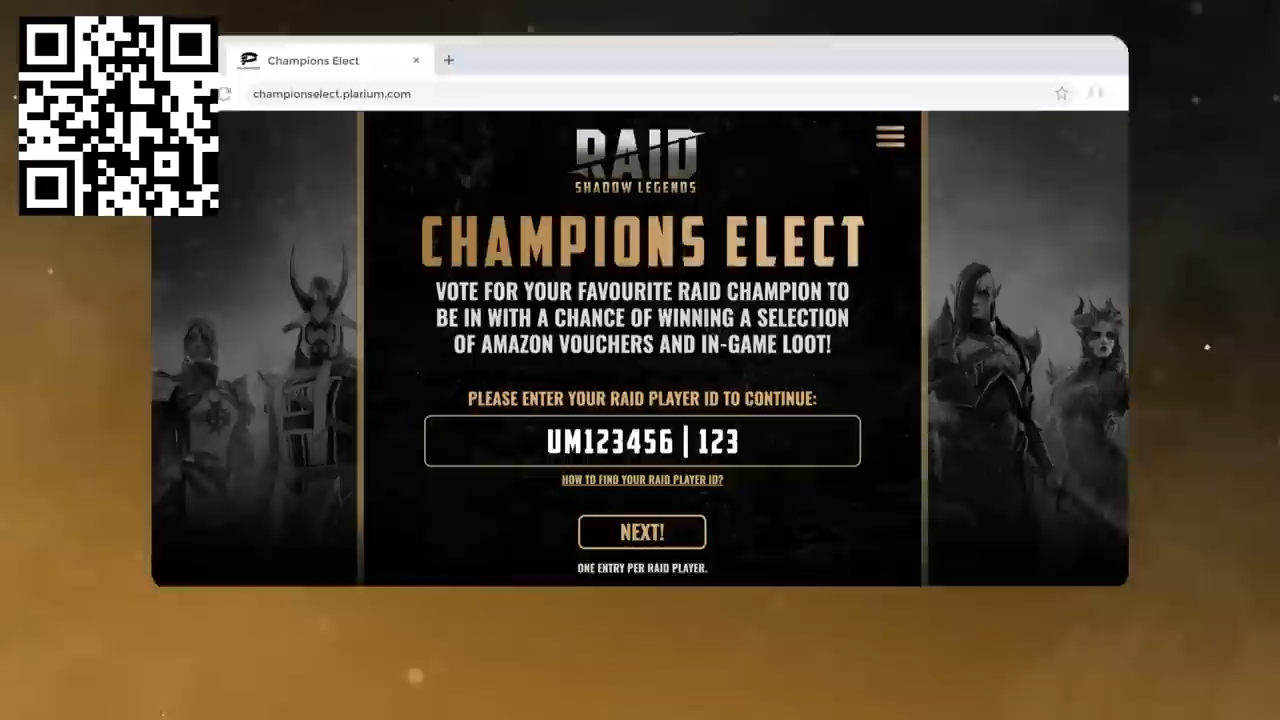 Champions Elect
championselect.plarium.com
RAID
SHADOW LEGENDS
CHAMPIONS ELECT
VOTE FOR YOUR FAVOURITE RAID CHAMPION TO
BE IN WITH A CHANCE OF WINNING A SELECTION
OF AMAZON VOUCHERS AND IN-GAME LOOT!
PLEASE ENTER YOUR RAID PLAYER ID TO CONTINUE:
UM123456 | 123
HOW TO FIND YOUR RAID PLAYER ID?
NEXT!
ONE ENTRY PER RAID PLAYER.